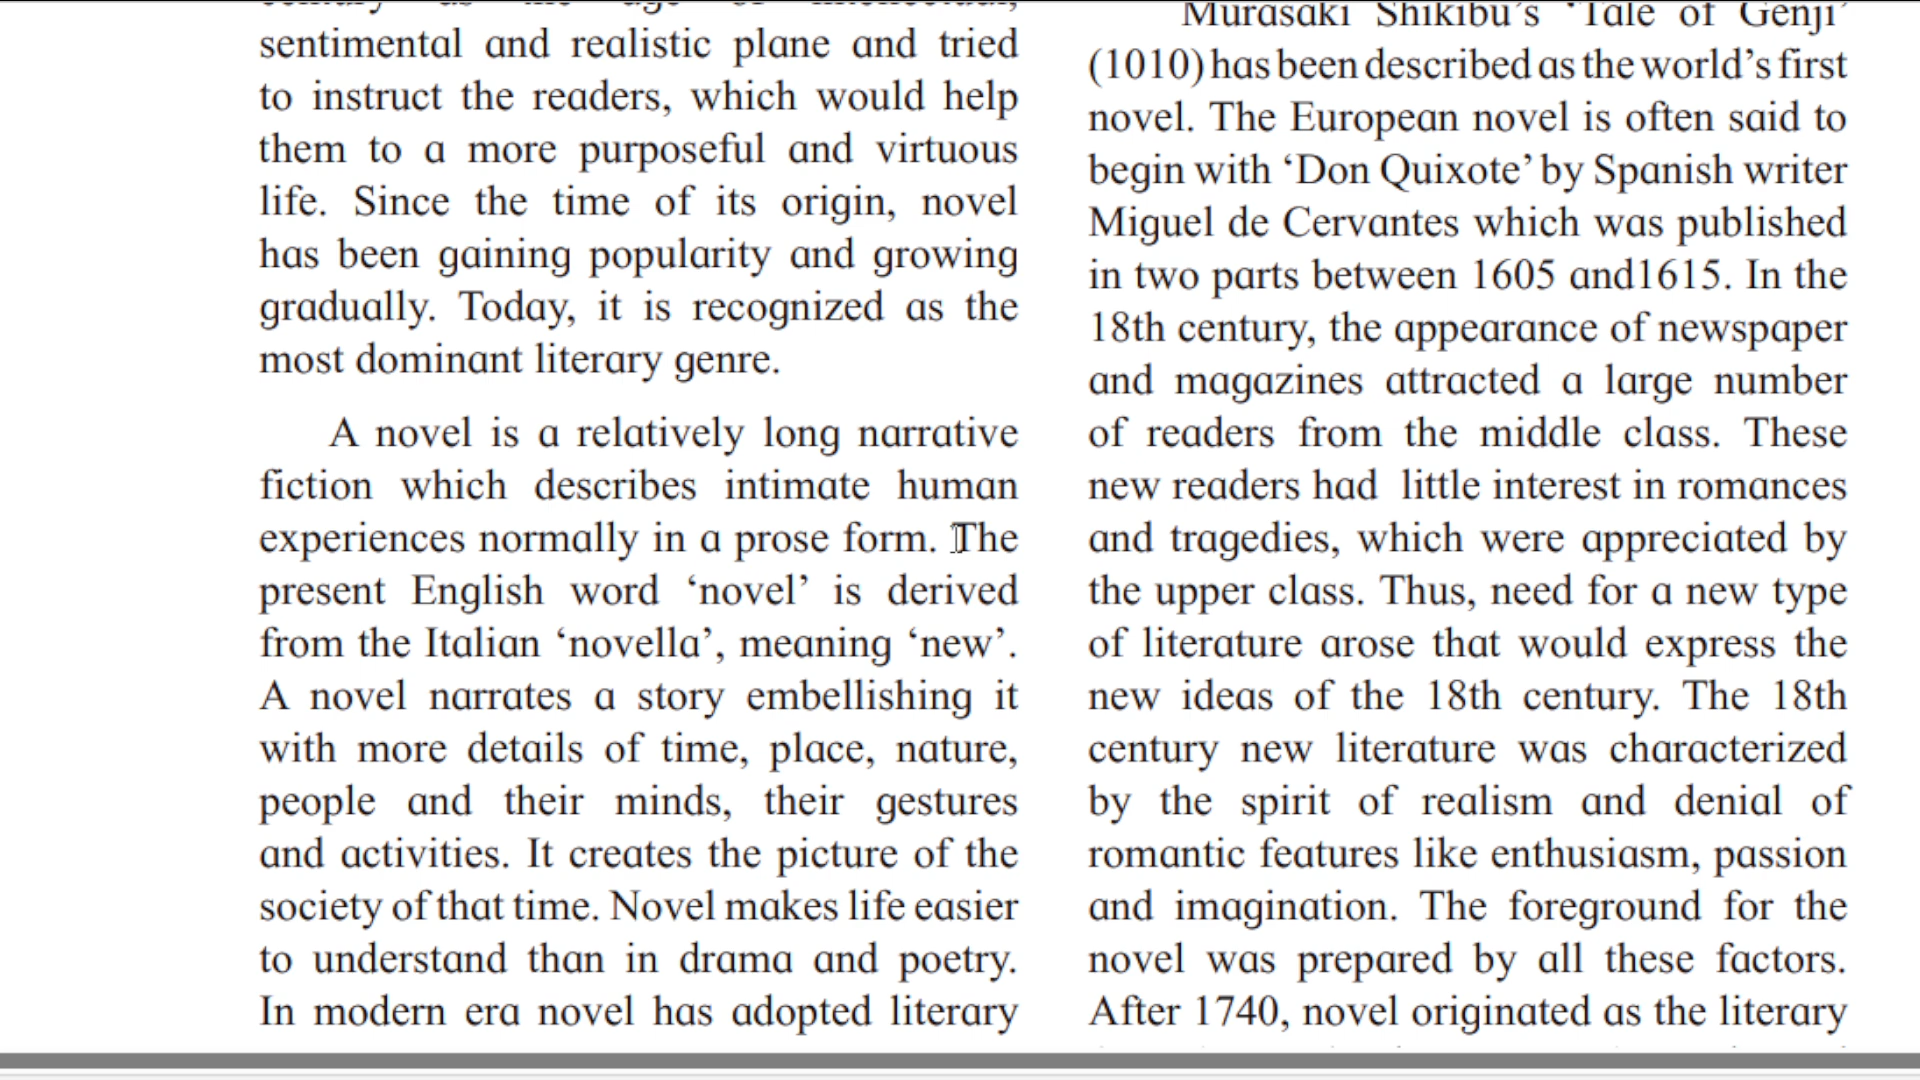 century as the age of intellectual,
sentimental and realistic plane and tried
to instruct the readers, which would help
them to a more purposeful and virtuous
life. Since the time of its origin, novel
has been gaining popularity and growing
gradually. Today, it is recognized as the
most dominant literary genre.
A novel is a relatively long narrative
fiction which describes intimate human
experiences normally in a prose form. The
present English word ‘novel’ is derived
from the Italian ‘novella’, meaning ‘new’.
A novel narrates a story embellishing it
with more details of time, place, nature,
people and their minds, their gestures
and activities. It creates the picture of the
society of that time. Novel makes life easier
to understand than in drama and poetry.
In modern era novel has adopted literary
Murasaki Shikibu’s ‘Tale of Genji’
(1010) has been described as the world’s first
novel. The European novel is often said to
begin with ‘Don Quixote’ by Spanish writer
Miguel de Cervantes which was published
in two parts between 1605 and1615. In the
18th century, the appearance of newspaper
and magazines attracted a large number
of readers from the middle class. These
new readers had little interest in romances
and tragedies, which were appreciated by
the upper class. Thus, need for a new type
of literature arose that would express the
new ideas of the 18th century. The 18th
century new literature was characterized
by the spirit of realism and denial of
romantic features like enthusiasm, passion
and imagination. The foreground for the
novel was prepared by all these factors.
After 1740, novel originated as the literary